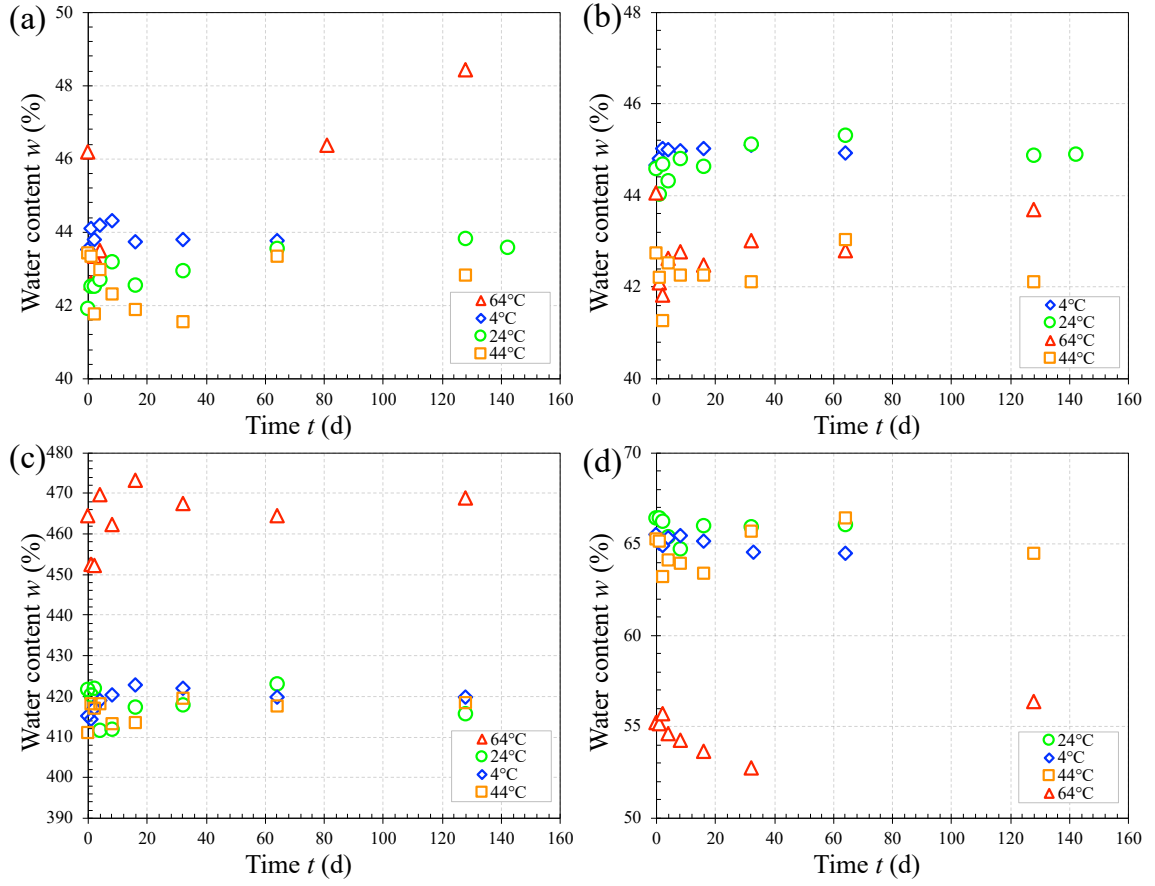 (a)
Water content w (%)
50
48
46
44
42
40
0 20 40 60 80 100 120 140 160
Time t (d)
64°C
4°C
24°C
44°C
(b)
Water content w (%)
48
46
44
42
40
0 20 40 60 80 100 120 140 160
Time t (d)
4°C
24°C
64°C
44°C
(c)
Water content w (%)
480
470
460
450
440
430
420
410
400
390
0 20 40 60 80 100 120 140 160
Time t (d)
64°C
24°C
4°C
44°C
(d)
Water content w (%)
70
65
60
55
50
0 20 40 60 80 100 120 140 160
Time t (d)
24°C
4°C
44°C
64°C